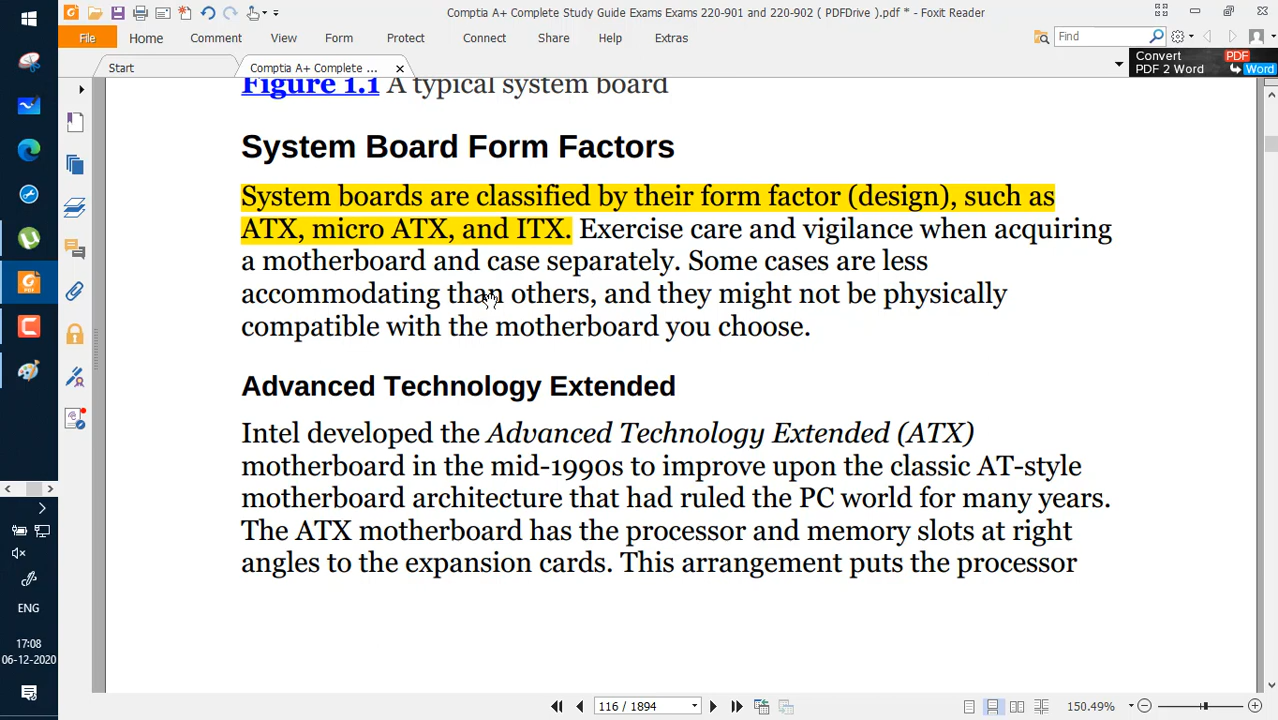 Comptia A+ Complete Study Guide Exams Exams 220-901 and 220-902 ( PDFDrive ).pdf * - Foxit Reader
File Home Comment View Form Protect Connect Share Help Extras
Find
Start
Comptia A+ Complete ...
Convert PDF
PDF 2 Word Word
Figure 1.1 A typical system board
System Board Form Factors
System boards are classified by their form factor (design), such as
ATX, micro ATX, and ITX. Exercise care and vigilance when acquiring
a motherboard and case separately. Some cases are less
accommodating than others, and they might not be physically
compatible with the motherboard you choose.
Advanced Technology Extended
Intel developed the Advanced Technology Extended (ATX)
motherboard in the mid-1990s to improve upon the classic AT-style
motherboard architecture that had ruled the PC world for many years.
The ATX motherboard has the processor and memory slots at right
angles to the expansion cards. This arrangement puts the processor
ENG
17:08
06-12-2020
116 / 1894
150.49%